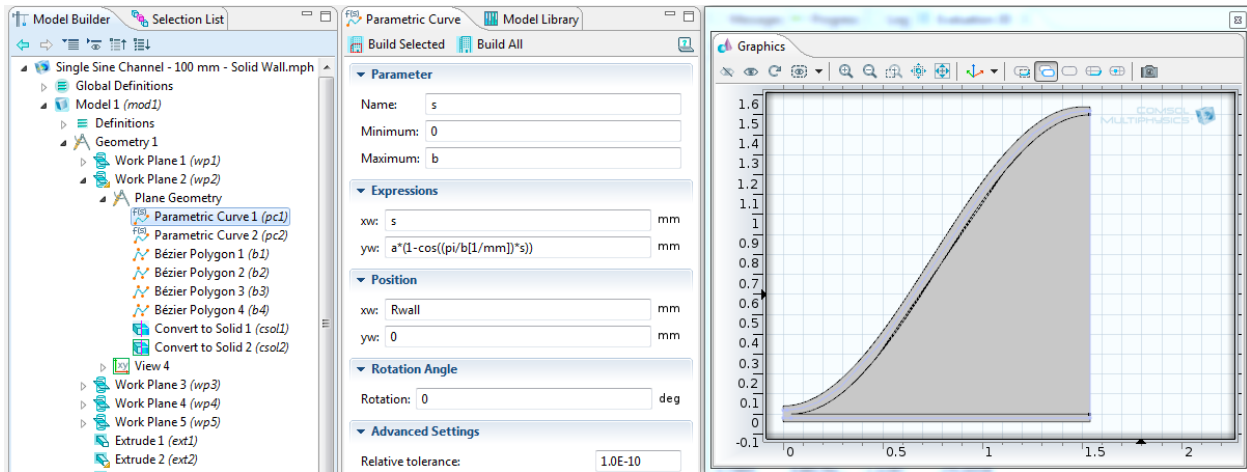 Model Builder
Selection List
Single Sine Channel - 100 mm - Solid Wall.mph
Global Definitions
Model 1 (mod1)
Definitions
Geometry 1
Work Plane 1 (wp1)
Work Plane 2 (wp2)
Plane Geometry
Parametric Curve 1 (pc1)
Parametric Curve 2 (pc2)
Bézier Polygon 1 (b1)
Bézier Polygon 2 (b2)
Bézier Polygon 3 (b3)
Bézier Polygon 4 (b4)
Convert to Solid 1 (csol1)
Convert to Solid 2 (csol2)
View 4
Work Plane 3 (wp3)
Work Plane 4 (wp4)
Work Plane 5 (wp5)
Extrude 1 (ext1)
Extrude 2 (ext2)
Parametric Curve
Model Library
Build Selected
Build All
Parameter
Name: s
Minimum: 0
Maximum: b
Expressions
xw: s mm
yw: a*(1-cos((pi/b[1/mm])*s)) mm
Position
xw: Rwall mm
yw: 0 mm
Rotation Angle
Rotation: 0 deg
Advanced Settings
Relative tolerance: 1.0E-10
Graphics
COMSOL
MULTIPHYSICS
1.6
1.5
1.4
1.3
1.2
1.1
1
0.9
0.8
0.7
0.6
0.5
0.4
0.3
0.2
0.1
0
-0.1
0 0.5 1 1.5 2